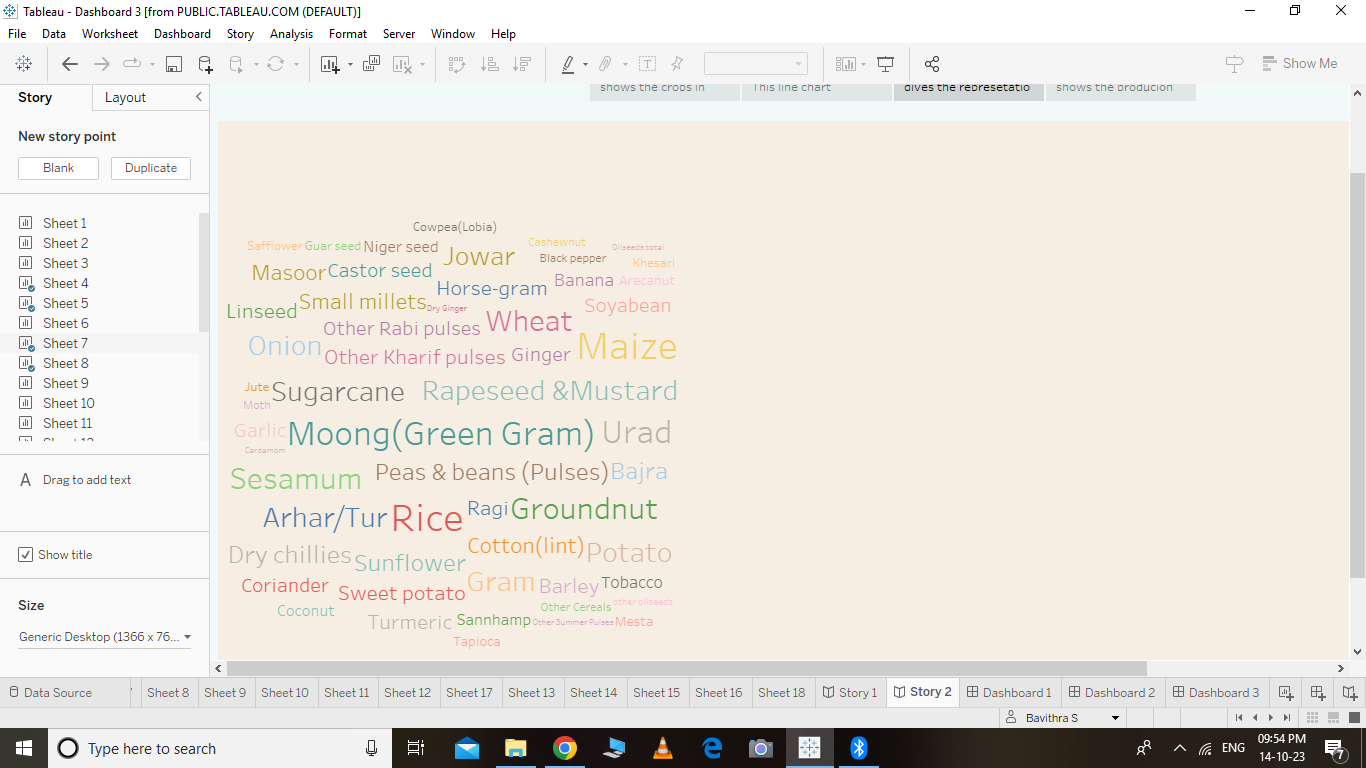 Tableau - Dashboard 3 [from PUBLIC.TABLEAU.COM (DEFAULT)]
File Data Worksheet Dashboard Story Analysis Format Server Window Help
Show Me
Story Layout
New story point
Blank Duplicate
Sheet 1
Sheet 2
Sheet 3
Sheet 4
Sheet 5
Sheet 6
Sheet 7
Sheet 8
Sheet 9
Sheet 10
Sheet 11
A Drag to add text
Show title
Size
Generic Desktop (1366 x 76...
shows the crobs in This line chart dives the represetatio shows the producion
Cowpea(Lobia)
Safflower Guar seed Niger seed Jowar Cashewnut Oilseeds total
Black pepper Khesari
Masoor Castor seed Horse-gram Banana Arecanut
Linseed Small millets Dry Ginger Wheat Soyabean
Other Rabi pulses
Onion Other Kharif pulses Ginger Maize
Jute Sugarcane Rapeseed &Mustard
Moth
Garlic Moong(Green Gram) Urad
Cardamom
Sesamum Peas & beans (Pulses) Bajra
Arhar/Tur Rice Ragi Groundnut
Dry chillies Sunflower Cotton(lint) Potato
Coriander Sweet potato Gram Barley Tobacco
Coconut Other Cereals other oilseeds
Turmeric Sannhamp Other Summer Pulses Mesta
Tapioca
Data Source Sheet 8 Sheet 9 Sheet 10 Sheet 11 Sheet 12 Sheet 17 Sheet 13 Sheet 14 Sheet 15 Sheet 16 Sheet 18 Story 1 Story 2 Dashboard 1 Dashboard 2 Dashboard 3
Bavithra S
Type here to search
ENG 09:54 PM
14-10-23
7